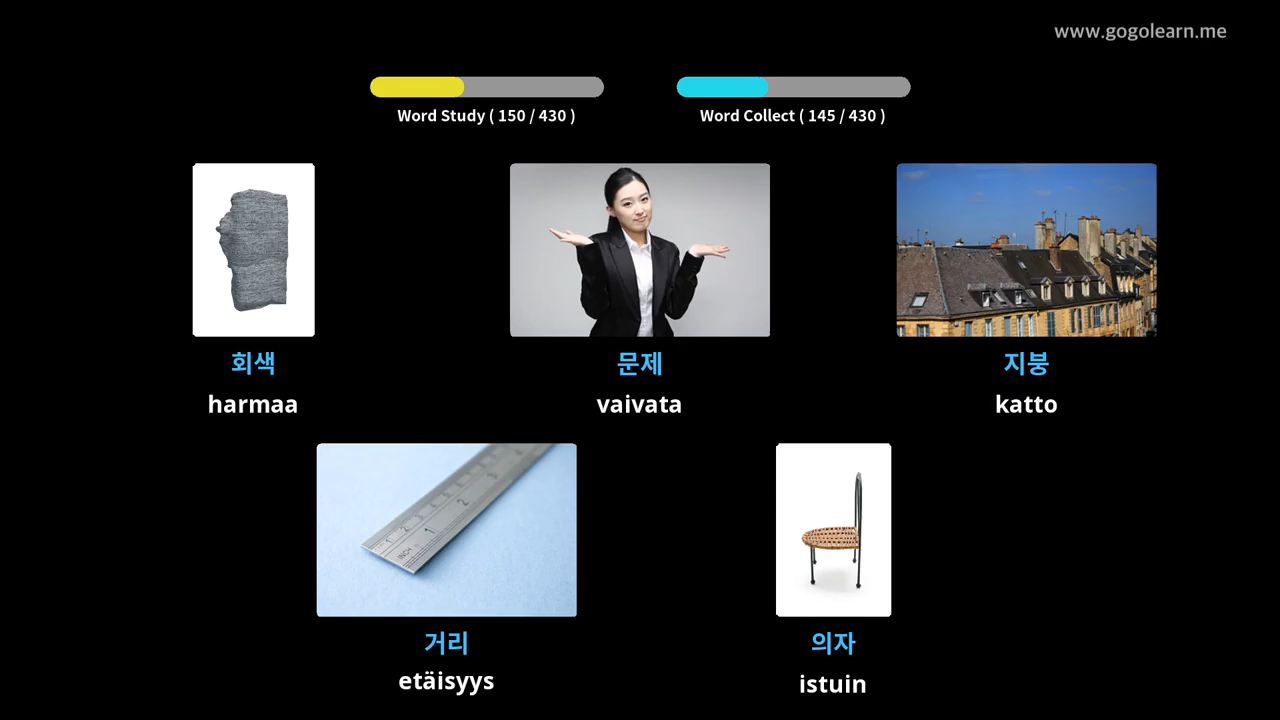 www.gogolearn.me
Word Study ( 150 / 430 )
Word Collect ( 145 / 430 )
회색
harmaa
문제
vaivata
지붕
katto
거리
etäisyys
의자
istuin